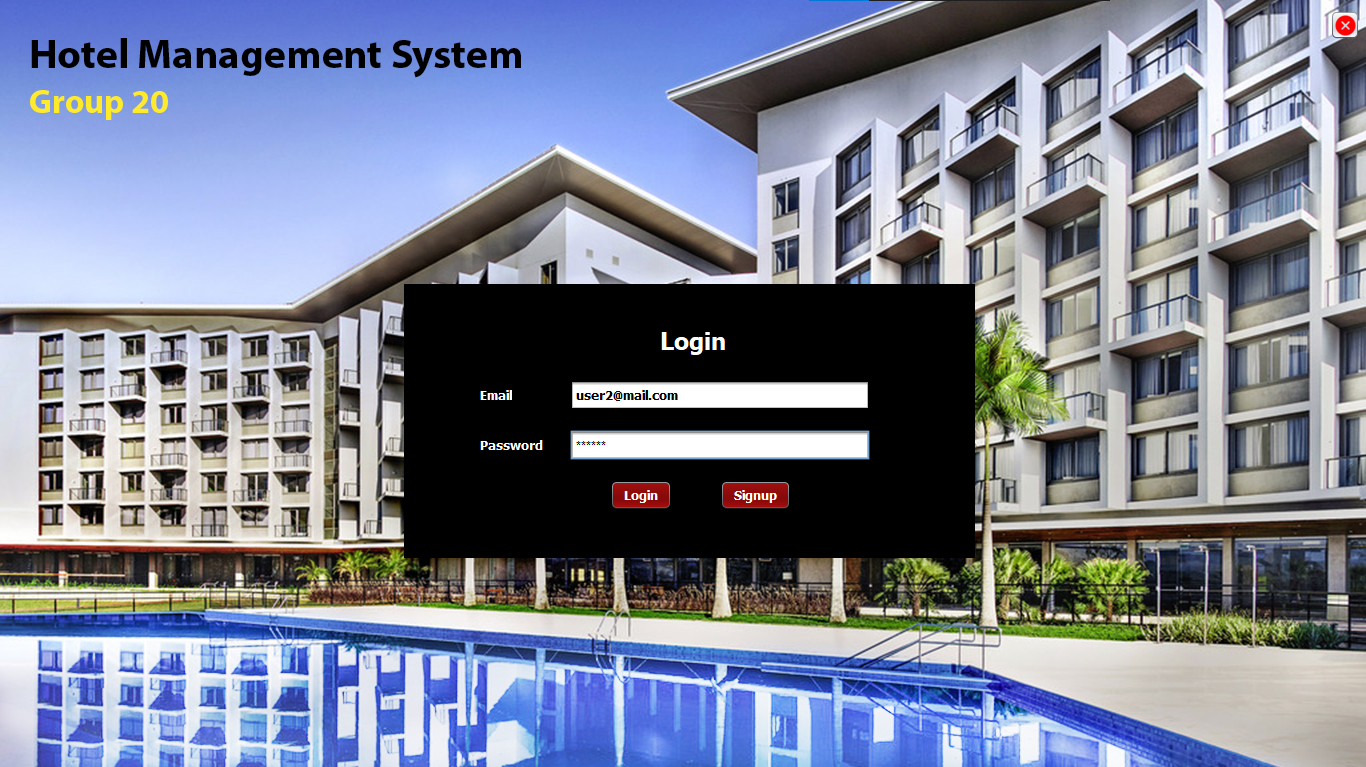 Hotel Management System
Group 20
Login
Email user2@mail.com
Password ******
Login Signup